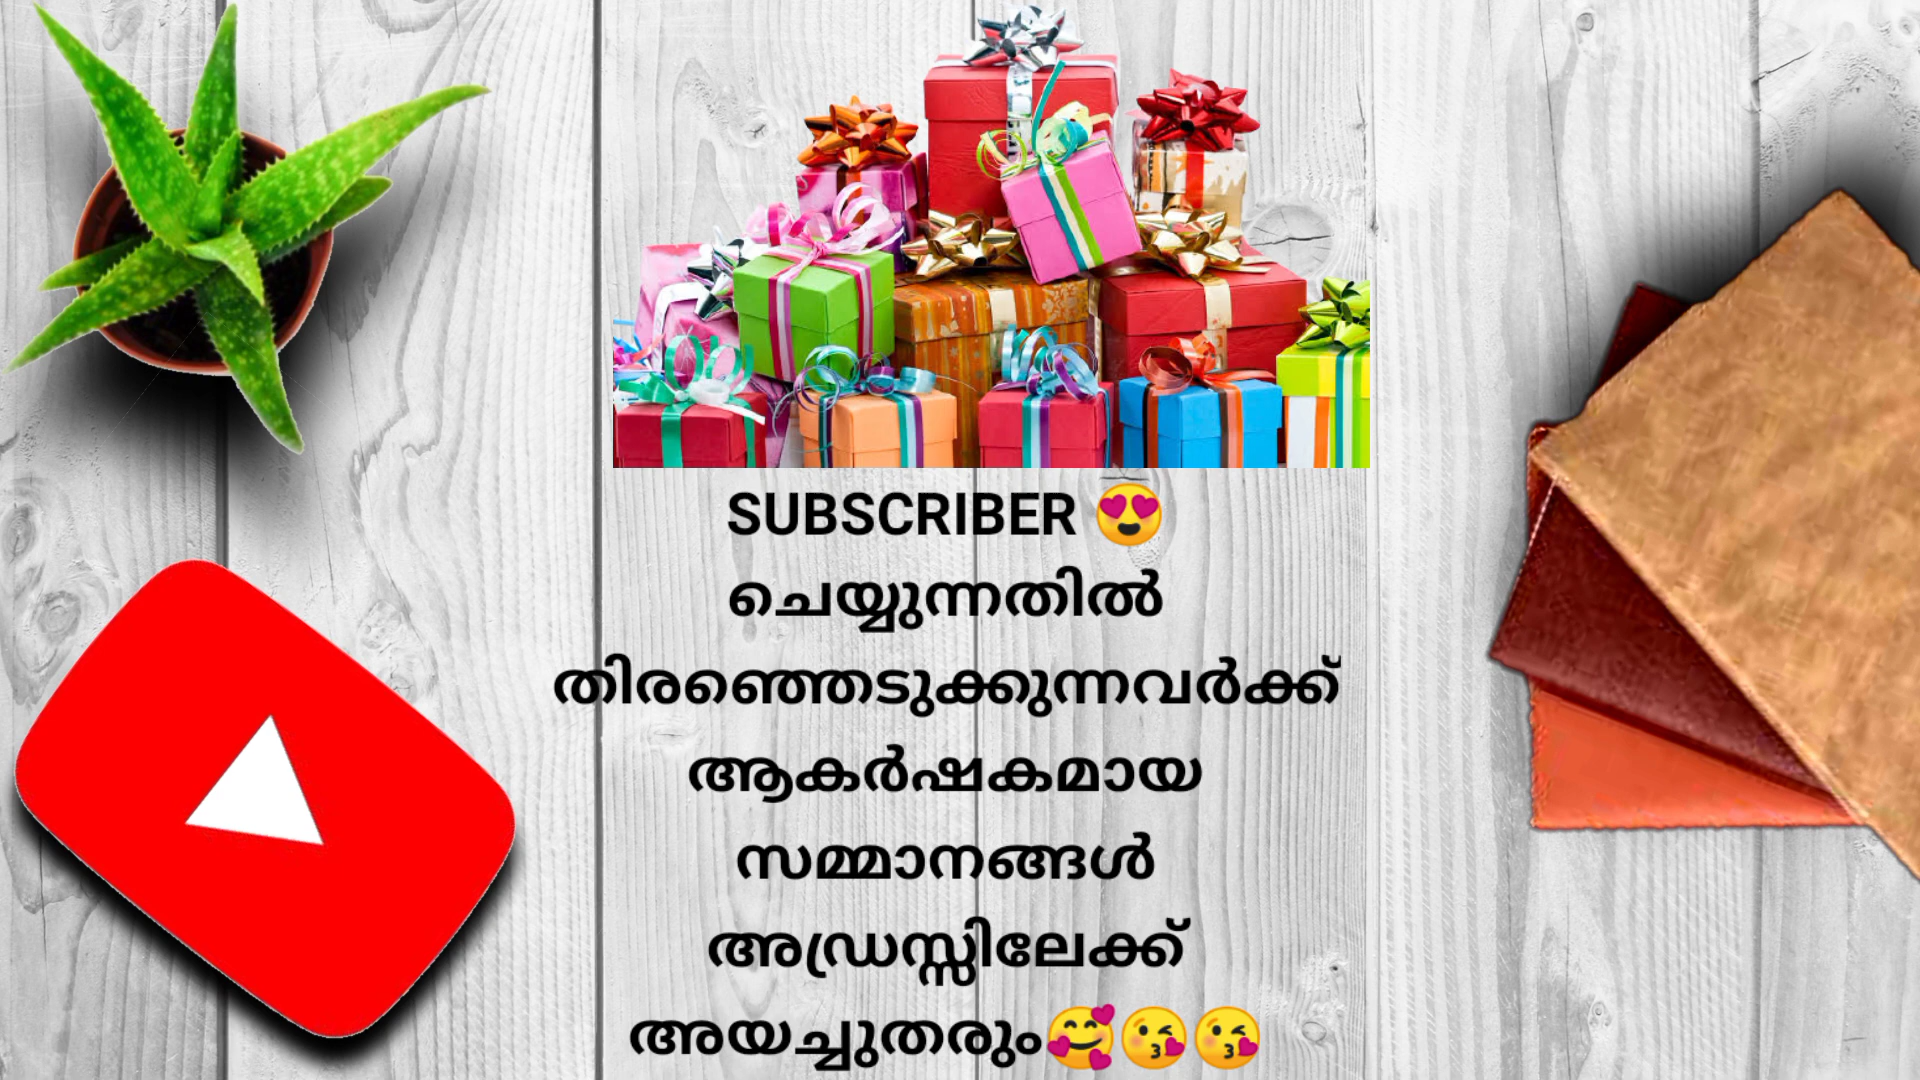 SUBSCRIBER 😍
ചെയ്യുന്നതിൽ
തിരഞ്ഞെടുക്കുന്നവർക്ക്
ആകർഷകമായ
സമ്മാനങ്ങൾ
അഡ്രസ്സിലേക്ക്
അയച്ചുതരും🥰😘😘